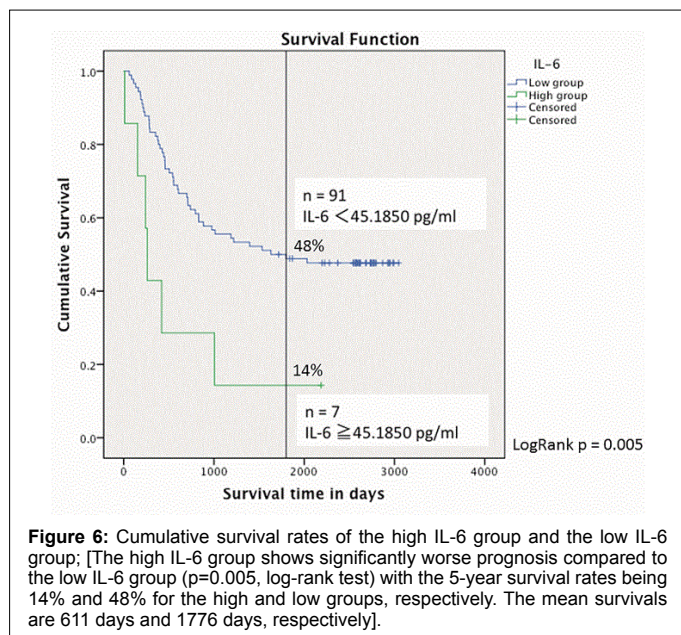 Survival Function
IL-6
Low group
High group
Censored
Censored
1.0
0.8
0.6
0.4
0.2
0.0
Cumulative Survival
n = 91
IL-6 <45.1850 pg/ml
48%
14%
n = 7
IL-6 ≧45.1850 pg/ml
LogRank p = 0.005
0
1000
2000
3000
4000
Survival time in days
Figure 6: Cumulative survival rates of the high IL-6 group and the low IL-6
group; [The high IL-6 group shows significantly worse prognosis compared to
the low IL-6 group (p=0.005, log-rank test) with the 5-year survival rates being
14% and 48% for the high and low groups, respectively. The mean survivals
are 611 days and 1776 days, respectively].